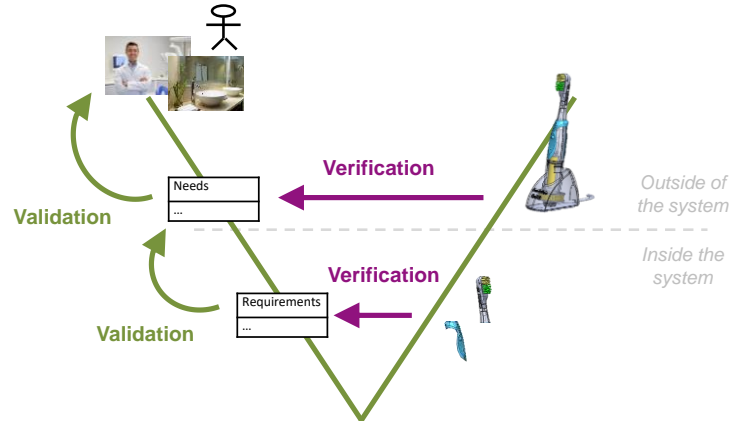 Verification
Needs
...
Validation
Outside of
the system
Inside the
system
Verification
Requirements
...
Validation